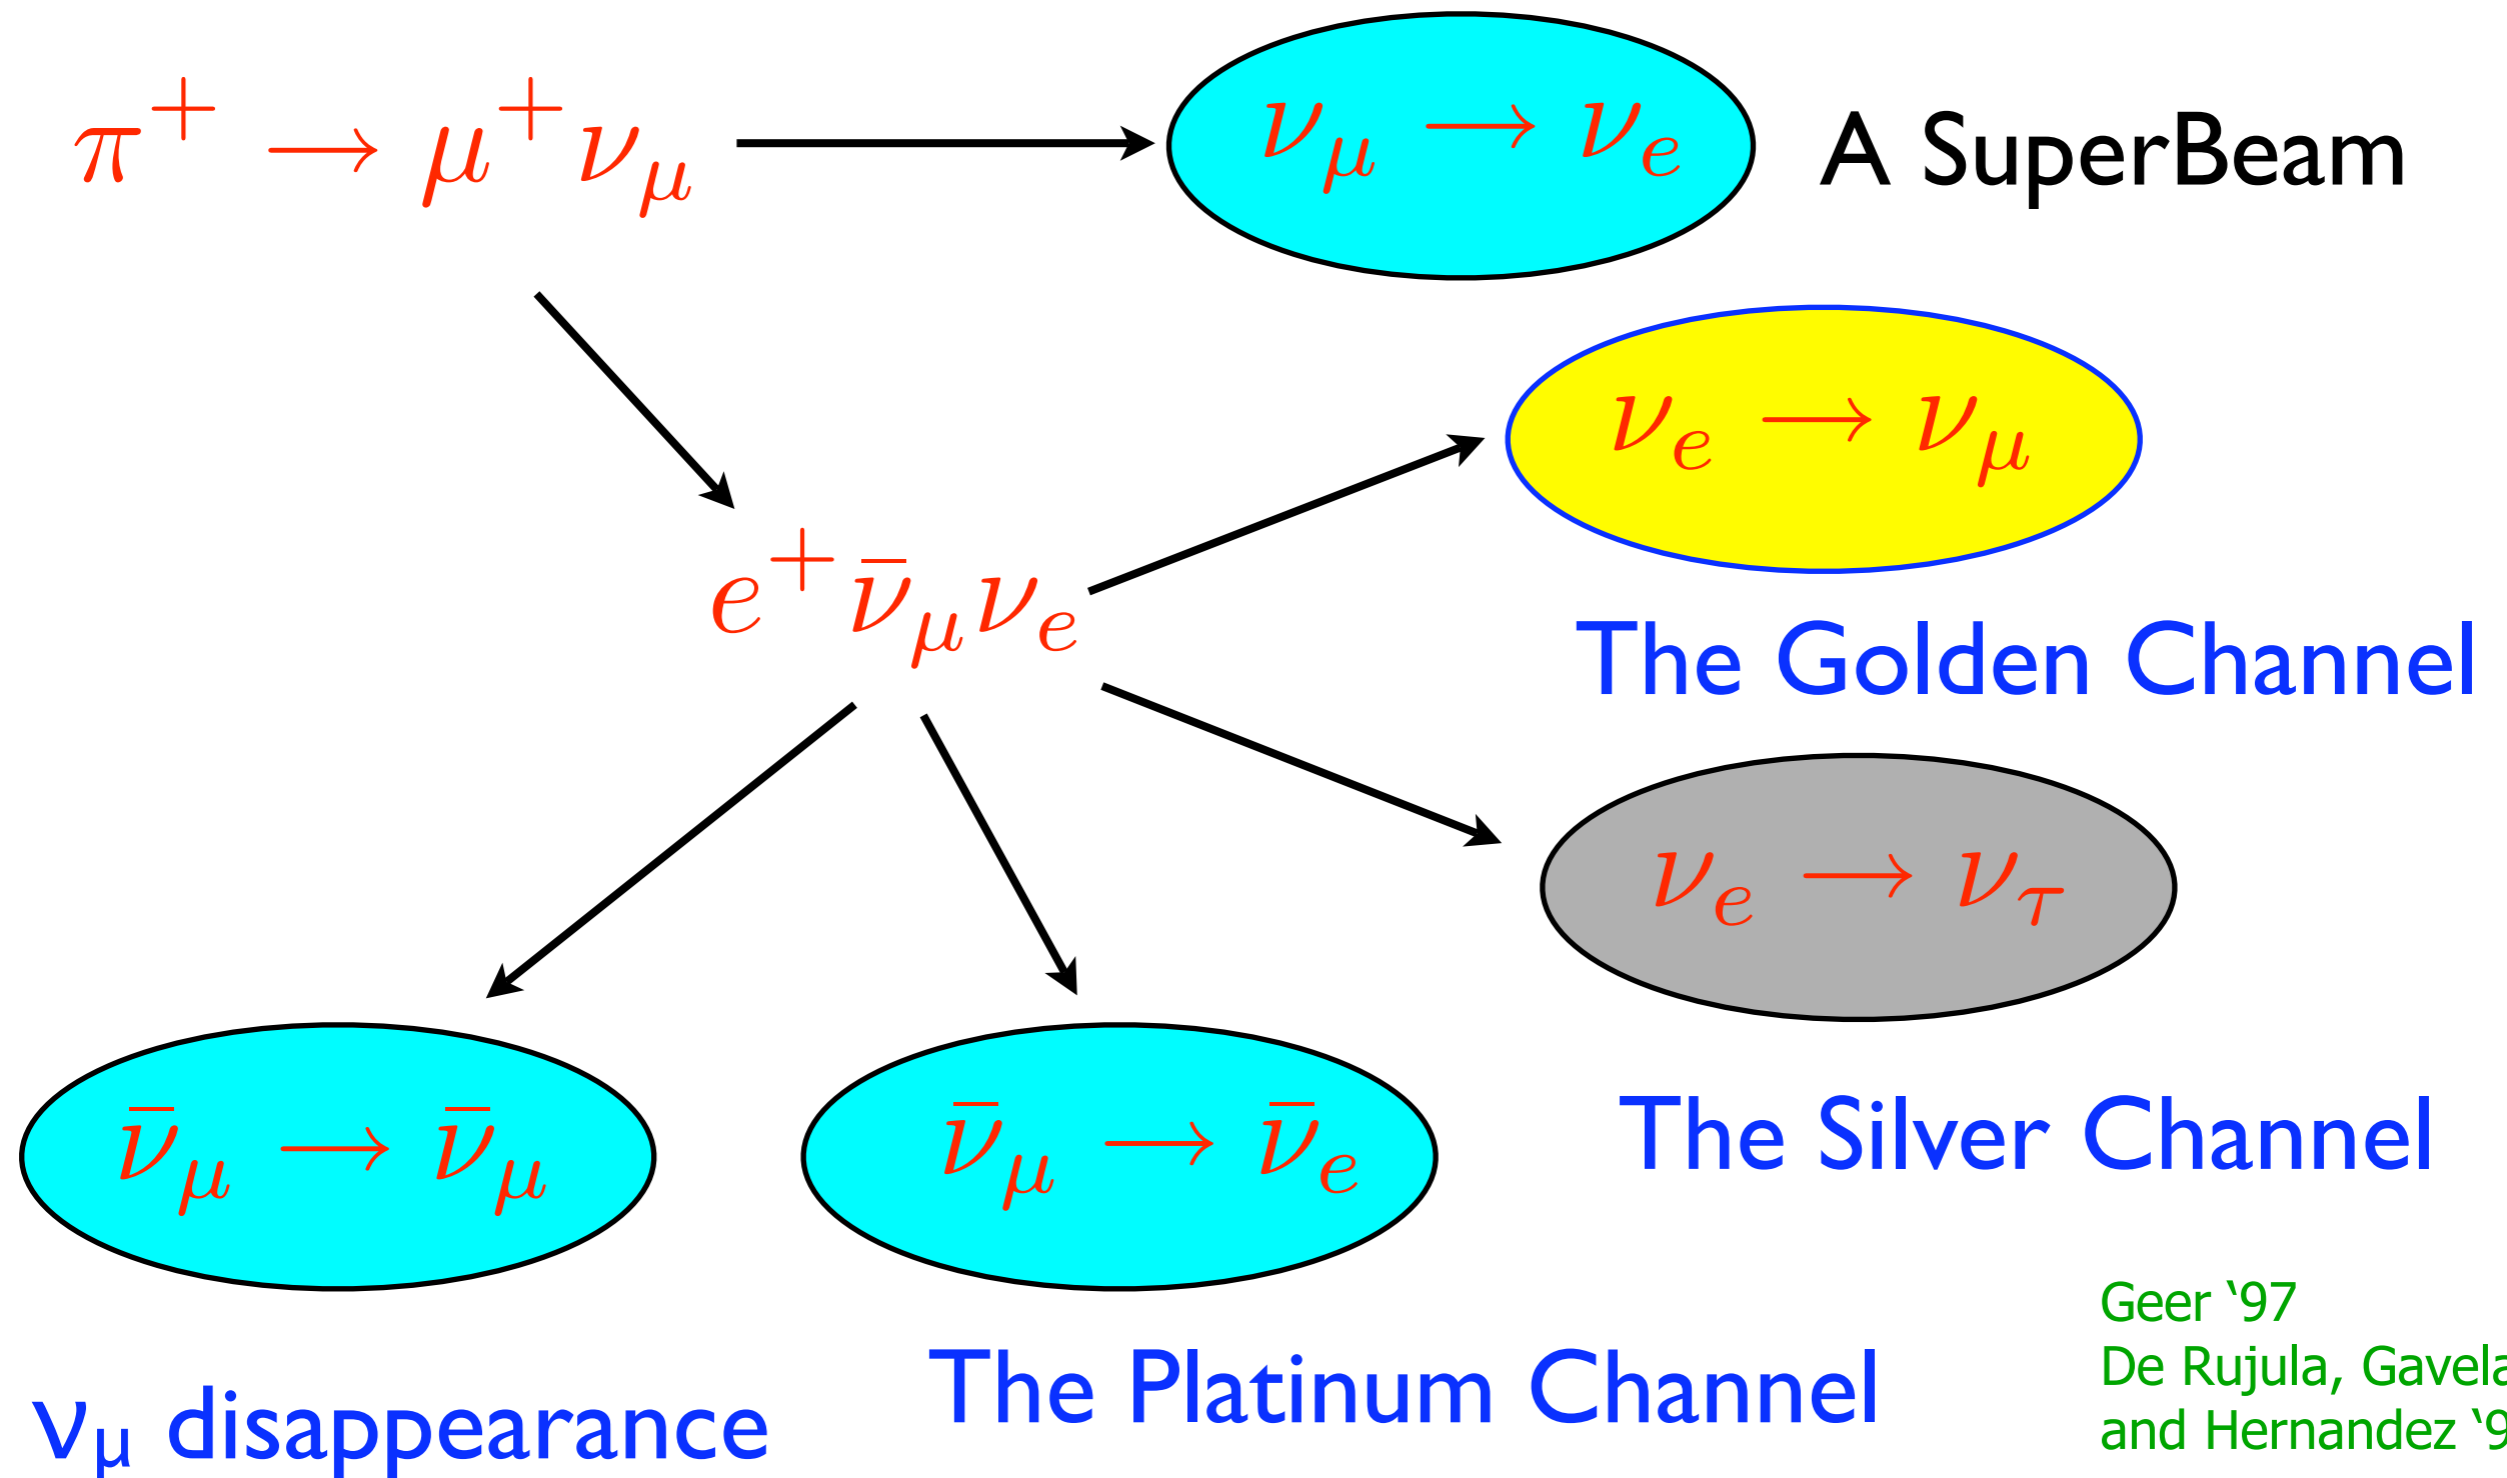 π⁺ → μ⁺ν_μ
ν_μ → ν_e
A SuperBeam
ν_e → ν_μ
e⁺ν̄_μν_e
The Golden Channel
ν_e → ν_τ
The Silver Channel
ν̄_μ → ν̄_μ
ν̄_μ → ν̄_e
The Platinum Channel
ν_μ disappearance
Geer ‘97
De Rujula, Gavela
and Hernandez ‘9